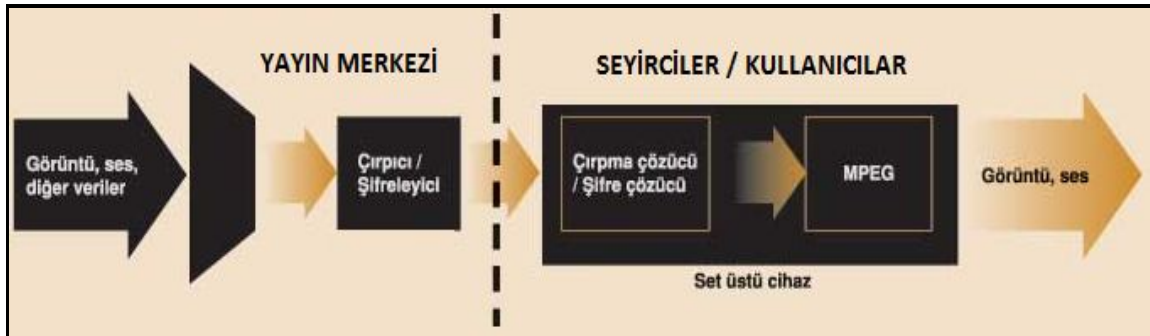 YAYIN MERKEZİ
SEYİRCİLER / KULLANICILAR
Görüntü, ses,
diğer veriler
Çırpıcı /
Şifreleyici
Çırpma çözücü
/ Şifre çözücü
MPEG
Görüntü, ses
Set üstü cihaz